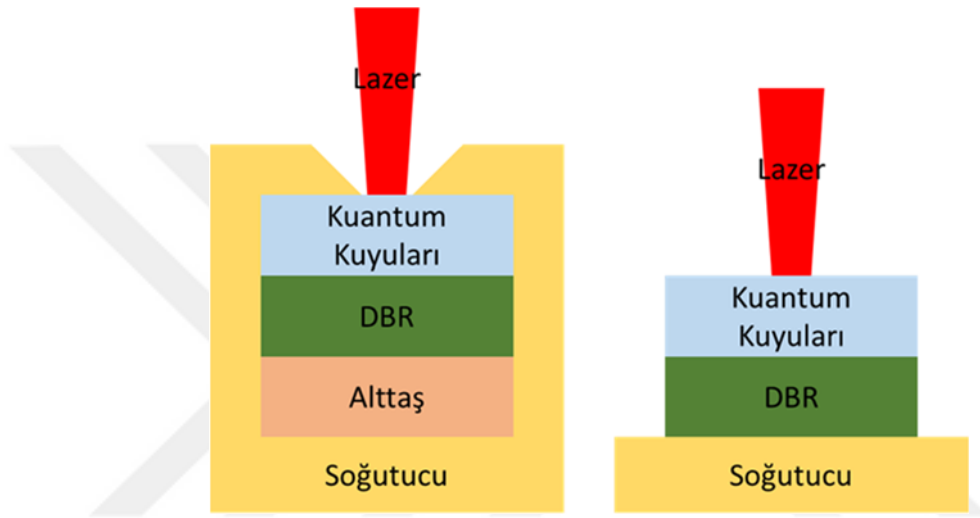 Lazer
Kuantum
Kuyuları
DBR
Alttaş
Soğutucu
Lazer
Kuantum
Kuyuları
DBR
Soğutucu